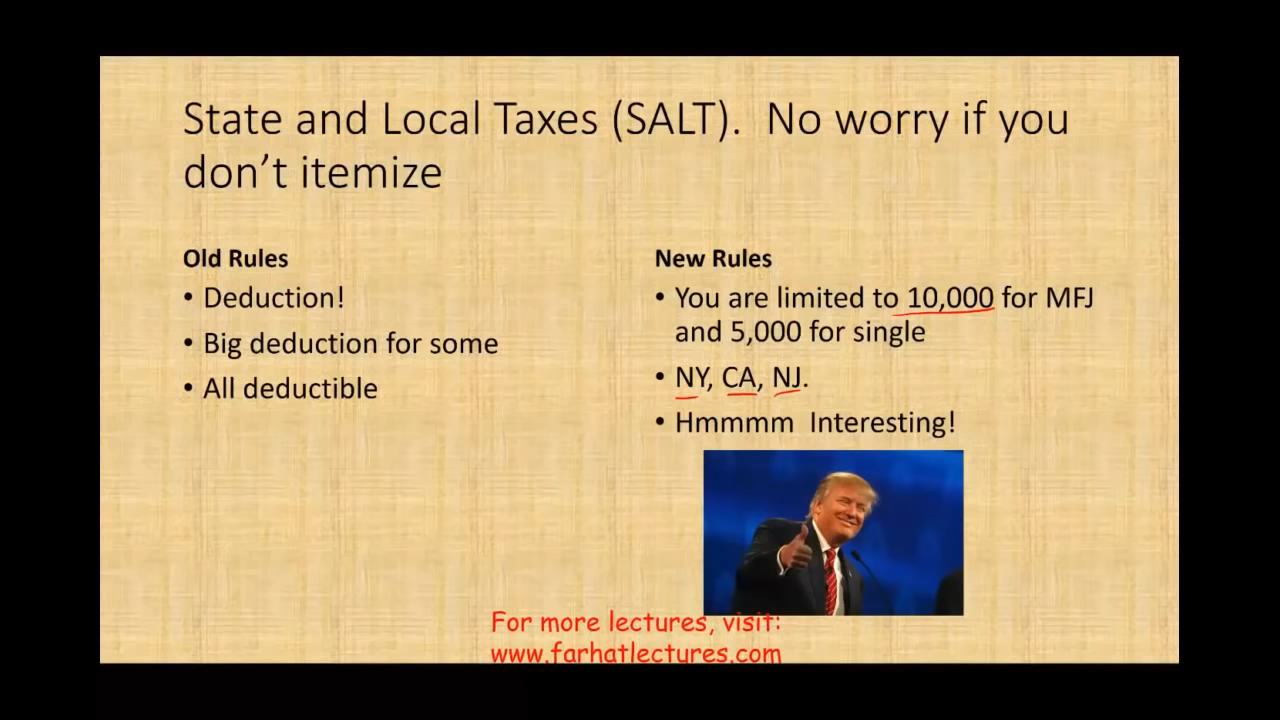 State and Local Taxes (SALT).  No worry if you
don’t itemize
Old Rules
• Deduction!
• Big deduction for some
• All deductible
New Rules
• You are limited to 10,000 for MFJ
and 5,000 for single
• NY, CA, NJ.
• Hmmmm  Interesting!
For more lectures, visit:
www.farhatlectures.com